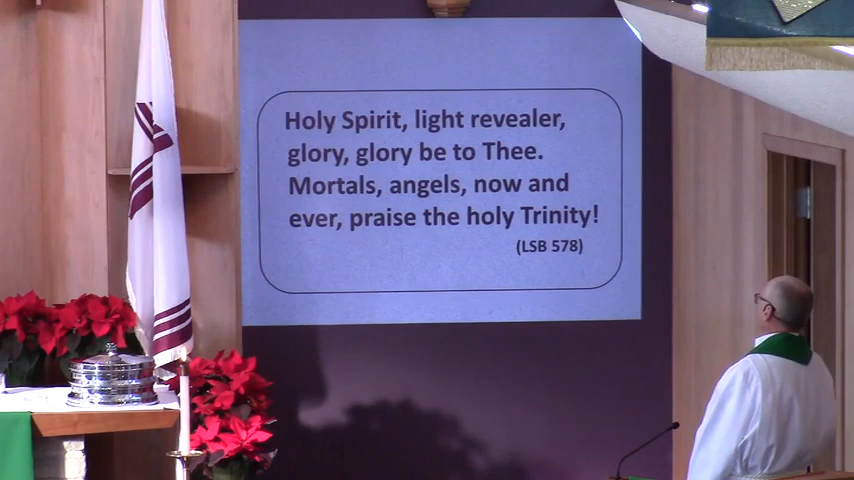 Holy Spirit, light revealer,
glory, glory be to Thee.
Mortals, angels, now and
ever, praise the holy Trinity!
(LSB 578)